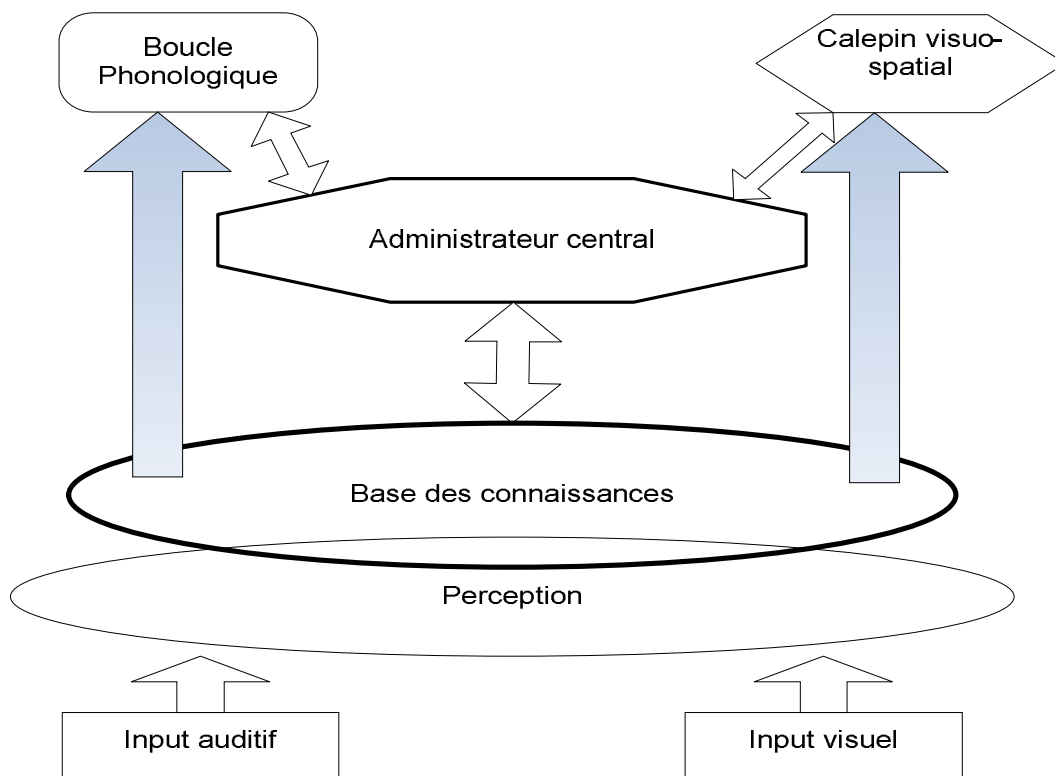 Boucle
Phonologique
Calepin visuo-
spatial
Administrateur central
Base des connaissances
Perception
Input auditif
Input visuel